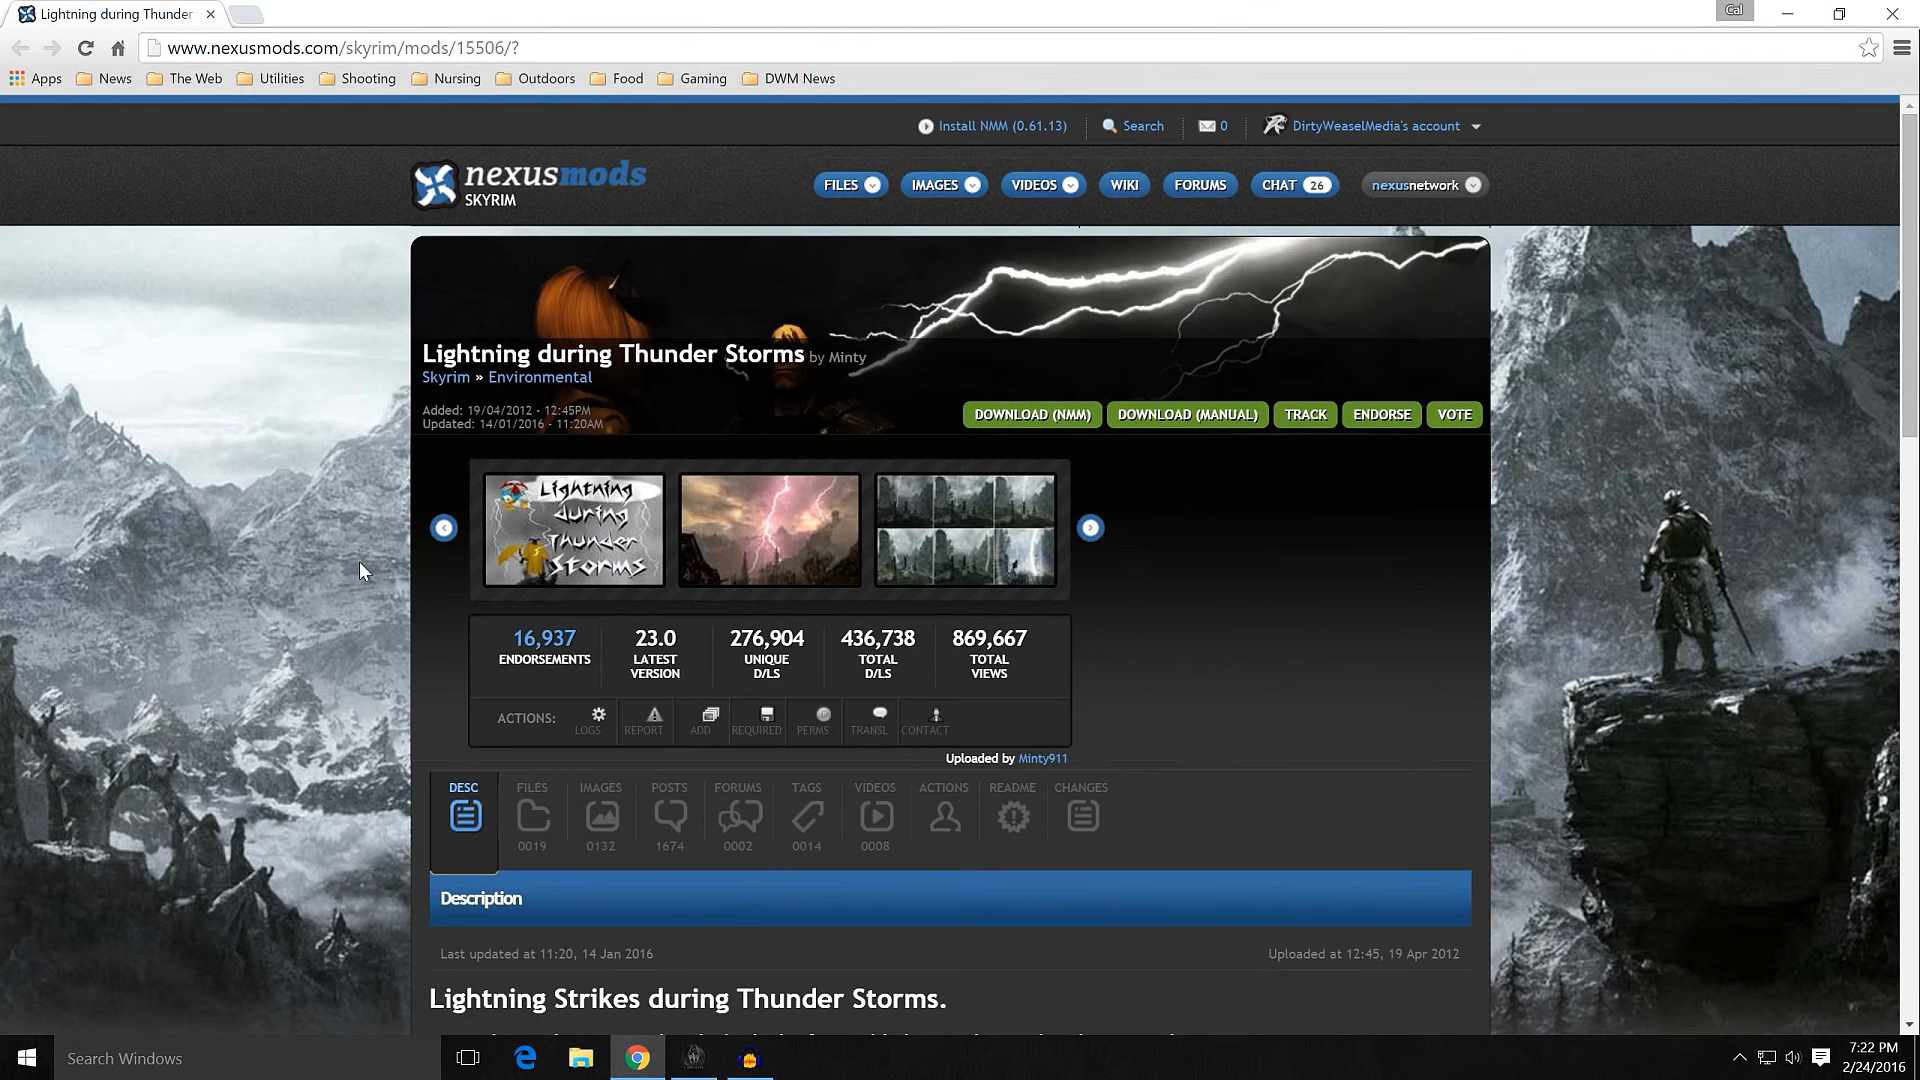 Lightning during Thunder
Cal
www.nexusmods.com/skyrim/mods/15506/?
Apps News The Web Utilities Shooting Nursing Outdoors Food Gaming DWM News
Install NMM (0.61.13) Search 0 DirtyWeaselMedia's account
nexusmods
SKYRIM
FILES IMAGES VIDEOS WIKI FORUMS CHAT 26 nexusnetwork
Lightning during Thunder Storms by Minty
Skyrim » Environmental
Added: 19/04/2012 - 12:45PM
Updated: 14/01/2016 - 11:20AM
DOWNLOAD (NMM) DOWNLOAD (MANUAL) TRACK ENDORSE VOTE
Lightning
during
Thunder
Storms
16,937 23.0 276,904 436,738 869,667
ENDORSEMENTS LATEST VERSION UNIQUE D/LS TOTAL D/LS TOTAL VIEWS
ACTIONS: LOGS REPORT ADD REQUIRED PERMS TRANSL CONTACT
Uploaded by Minty911
DESC FILES IMAGES POSTS FORUMS TAGS VIDEOS ACTIONS README CHANGES
0019 0132 1674 0002 0014 0008
Description
Last updated at 11:20, 14 Jan 2016 Uploaded at 12:45, 19 Apr 2012
Lightning Strikes during Thunder Storms.
Search Windows
7:22 PM
2/24/2016